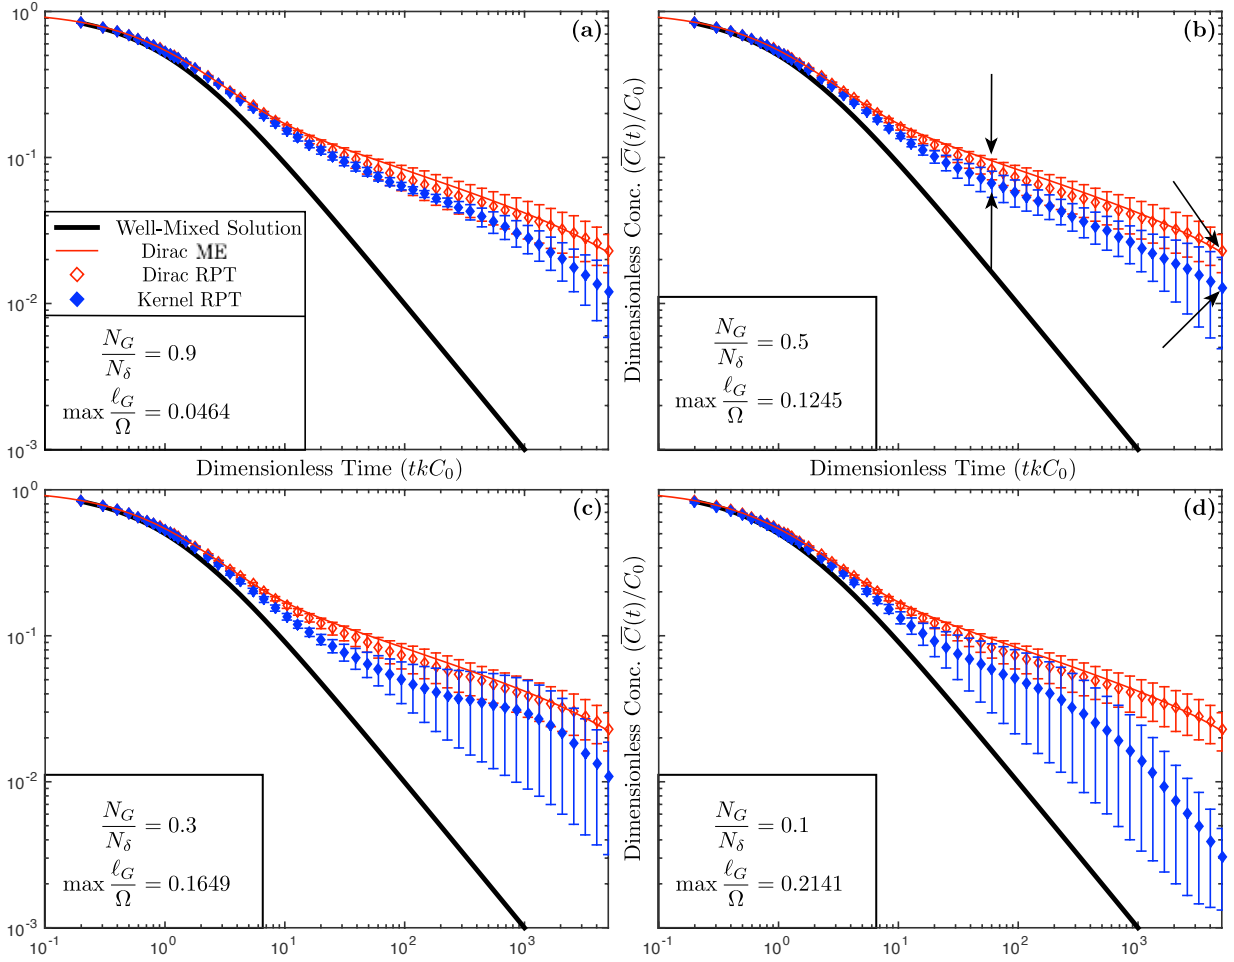 10^0
10^-1
10^-2
10^-3
(a)
Well-Mixed Solution
Dirac ME
Dirac RPT
Kernel RPT
N_G/N_δ = 0.9
max ℓ_G/Ω = 0.0464
Dimensionless Time (tkC_0)
Dimensionless Conc. (C̅(t)/C_0)
(b)
N_G/N_δ = 0.5
max ℓ_G/Ω = 0.1245
Dimensionless Time (tkC_0)
10^0
10^-1
10^-2
10^-3
(c)
N_G/N_δ = 0.3
max ℓ_G/Ω = 0.1649
10^-1 10^0 10^1 10^2 10^3
Dimensionless Conc. (C̅(t)/C_0)
(d)
N_G/N_δ = 0.1
max ℓ_G/Ω = 0.2141
10^-1 10^0 10^1 10^2 10^3